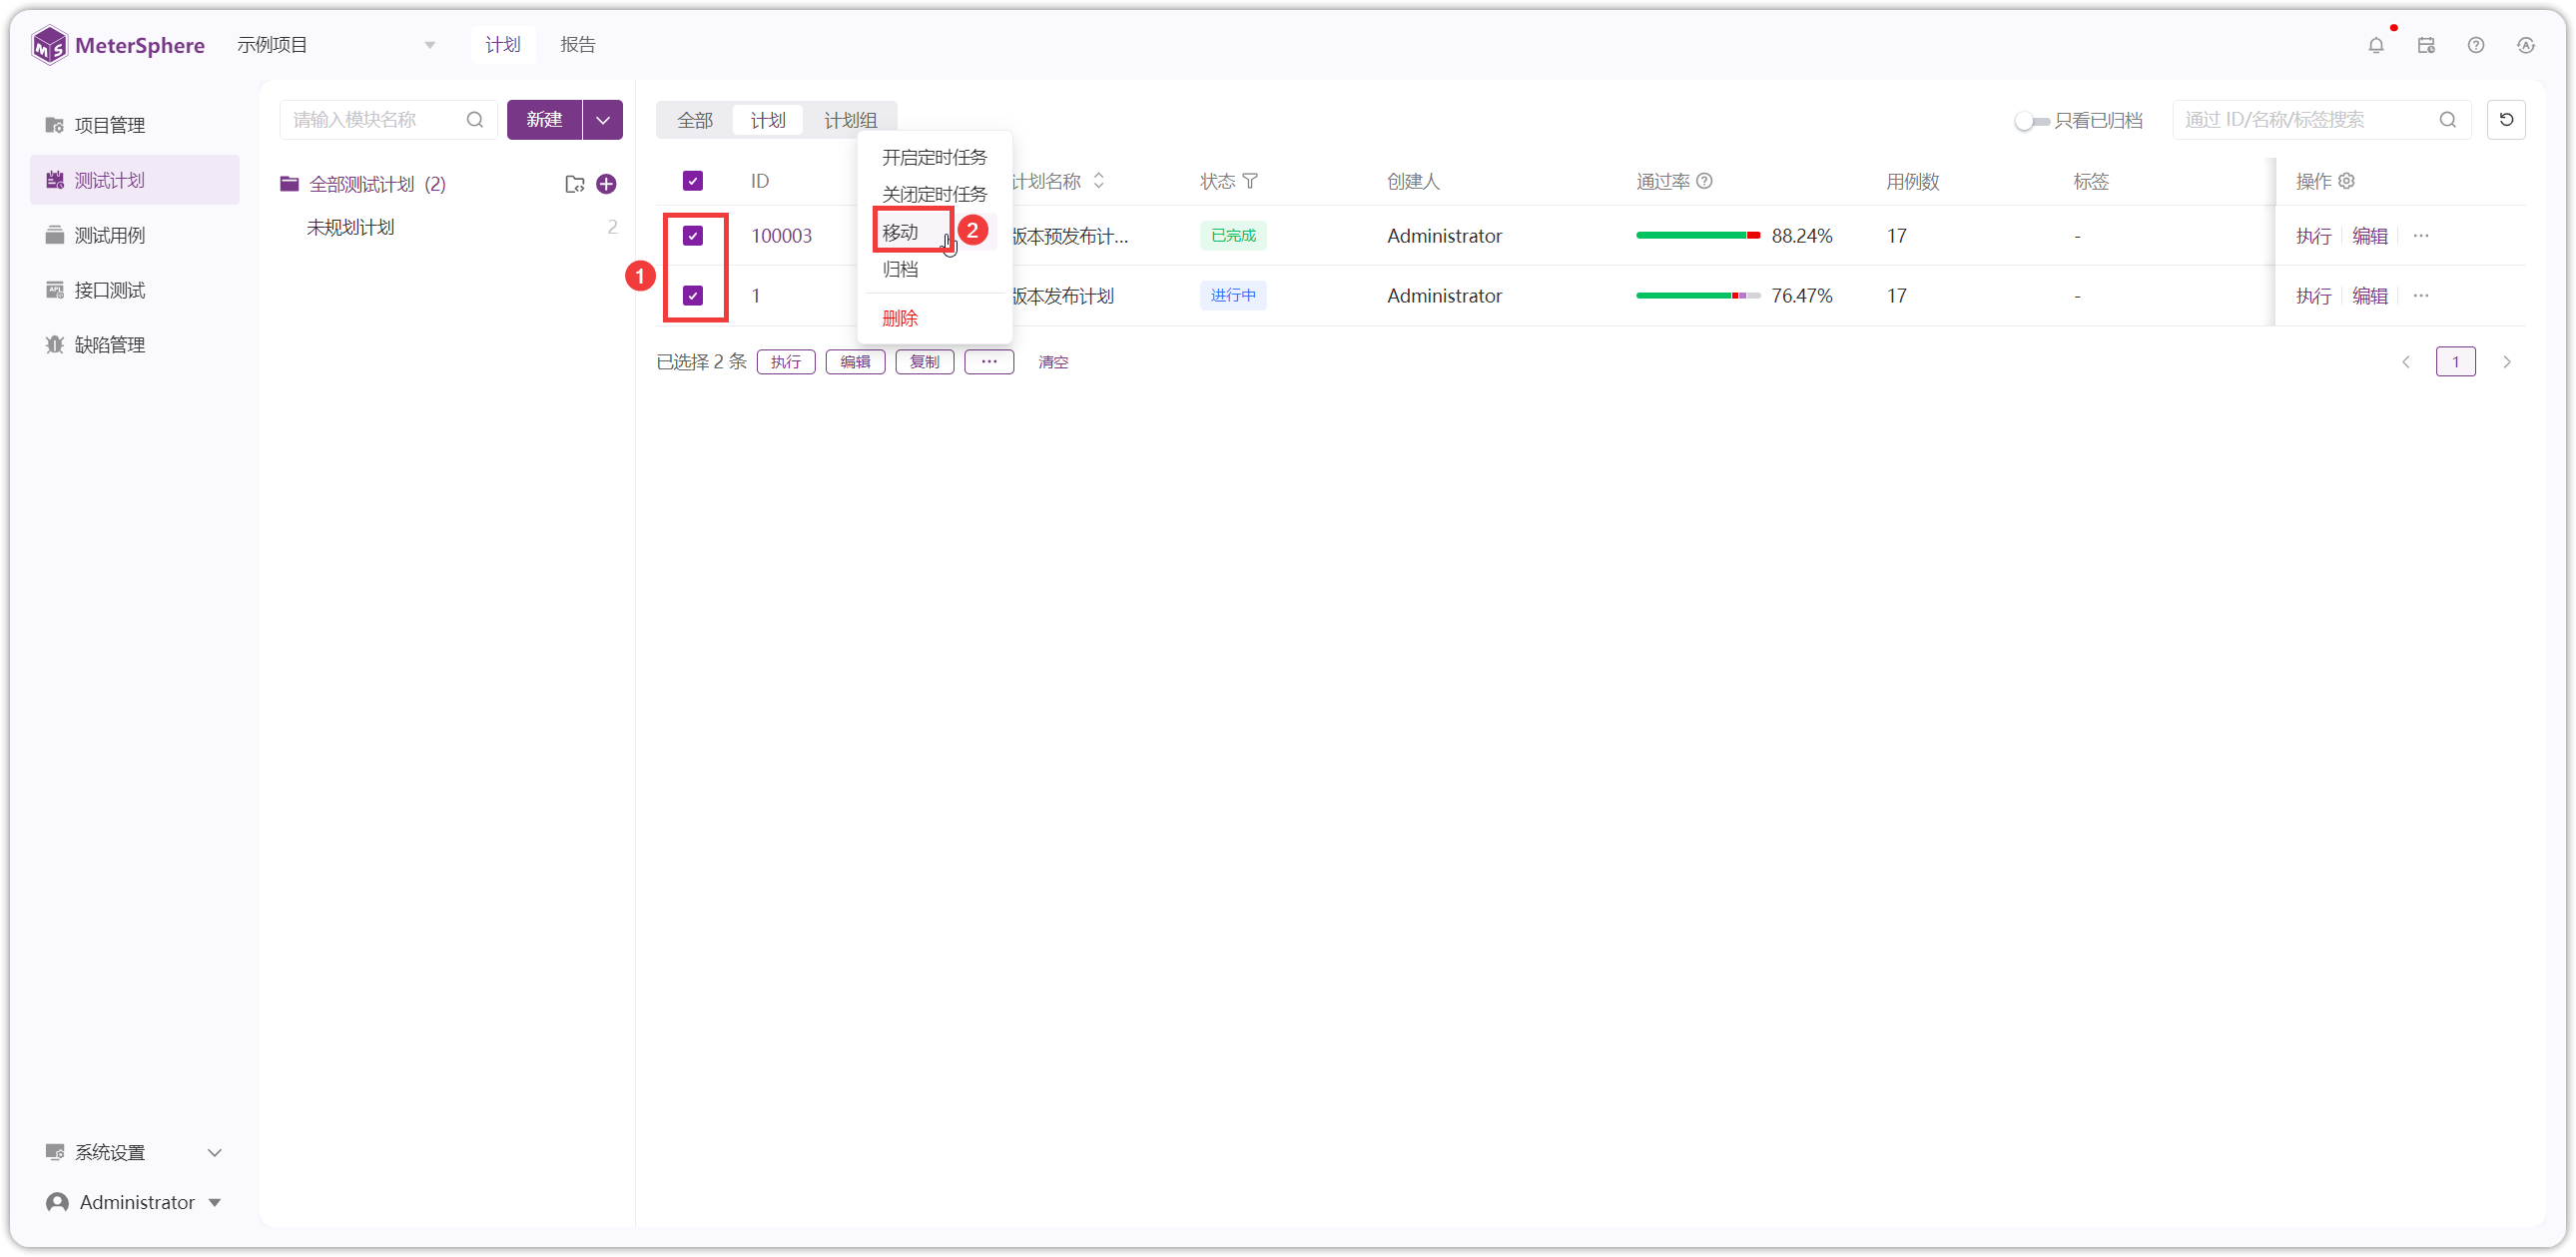 MeterSphere 示例项目 计划 报告
项目管理
测试计划
测试用例
接口测试
缺陷管理
系统设置
Administrator
请输入模块名称 新建
全部测试计划 (2)
未规划计划 2
全部 计划 计划组 只看已归档 通过 ID/名称/标签搜索
ID 计划名称 状态 创建人 通过率 用例数 标签 操作
100003 版本预发布计... 已完成 Administrator 88.24% 17 - 执行 编辑 ...
1 版本发布计划 进行中 Administrator 76.47% 17 - 执行 编辑 ...
开启定时任务
关闭定时任务
移动 2
归档
删除
1
已选择 2 条 执行 编辑 复制 ... 清空 1